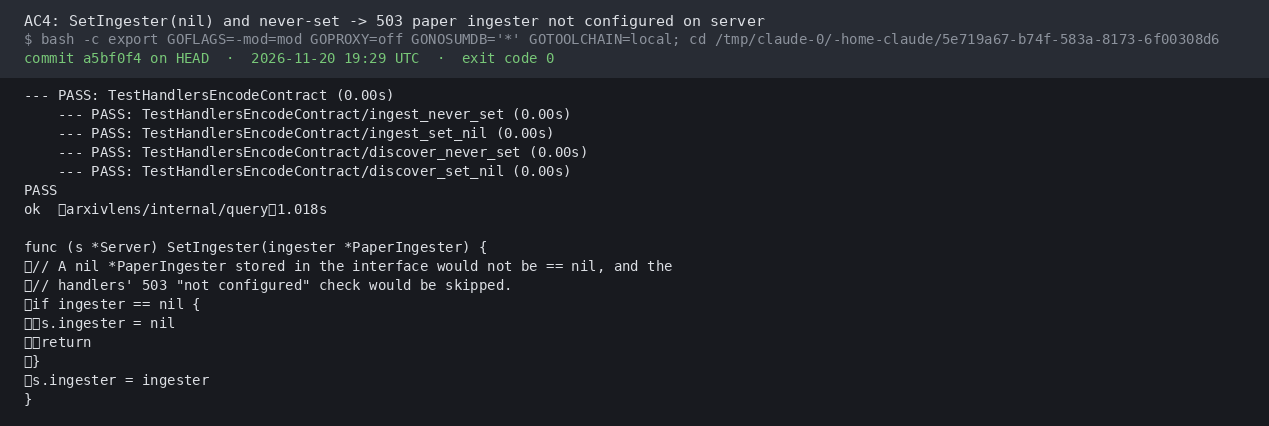 AC4: SetIngester(nil) and never-set -> 503 paper ingester not configured on server
$ bash -c export GOFLAGS=-mod=mod GOPROXY=off GONOSUMDB='*' GOTOOLCHAIN=local; cd /tmp/claude-0/-home-claude/5e719a67-b74f-583a-8173-6f00308d6
commit a5bf0f4 on HEAD  ·  2026-11-20 19:29 UTC  ·  exit code 0
--- PASS: TestHandlersEncodeContract (0.00s)
    --- PASS: TestHandlersEncodeContract/ingest_never_set (0.00s)
    --- PASS: TestHandlersEncodeContract/ingest_set_nil (0.00s)
    --- PASS: TestHandlersEncodeContract/discover_never_set (0.00s)
    --- PASS: TestHandlersEncodeContract/discover_set_nil (0.00s)
PASS
ok  □arxivlens/internal/query□1.018s
func (s *Server) SetIngester(ingester *PaperIngester) {
□// A nil *PaperIngester stored in the interface would not be == nil, and the
□// handlers' 503 "not configured" check would be skipped.
□if ingester == nil {
□□s.ingester = nil
□□return
□}
□s.ingester = ingester
}